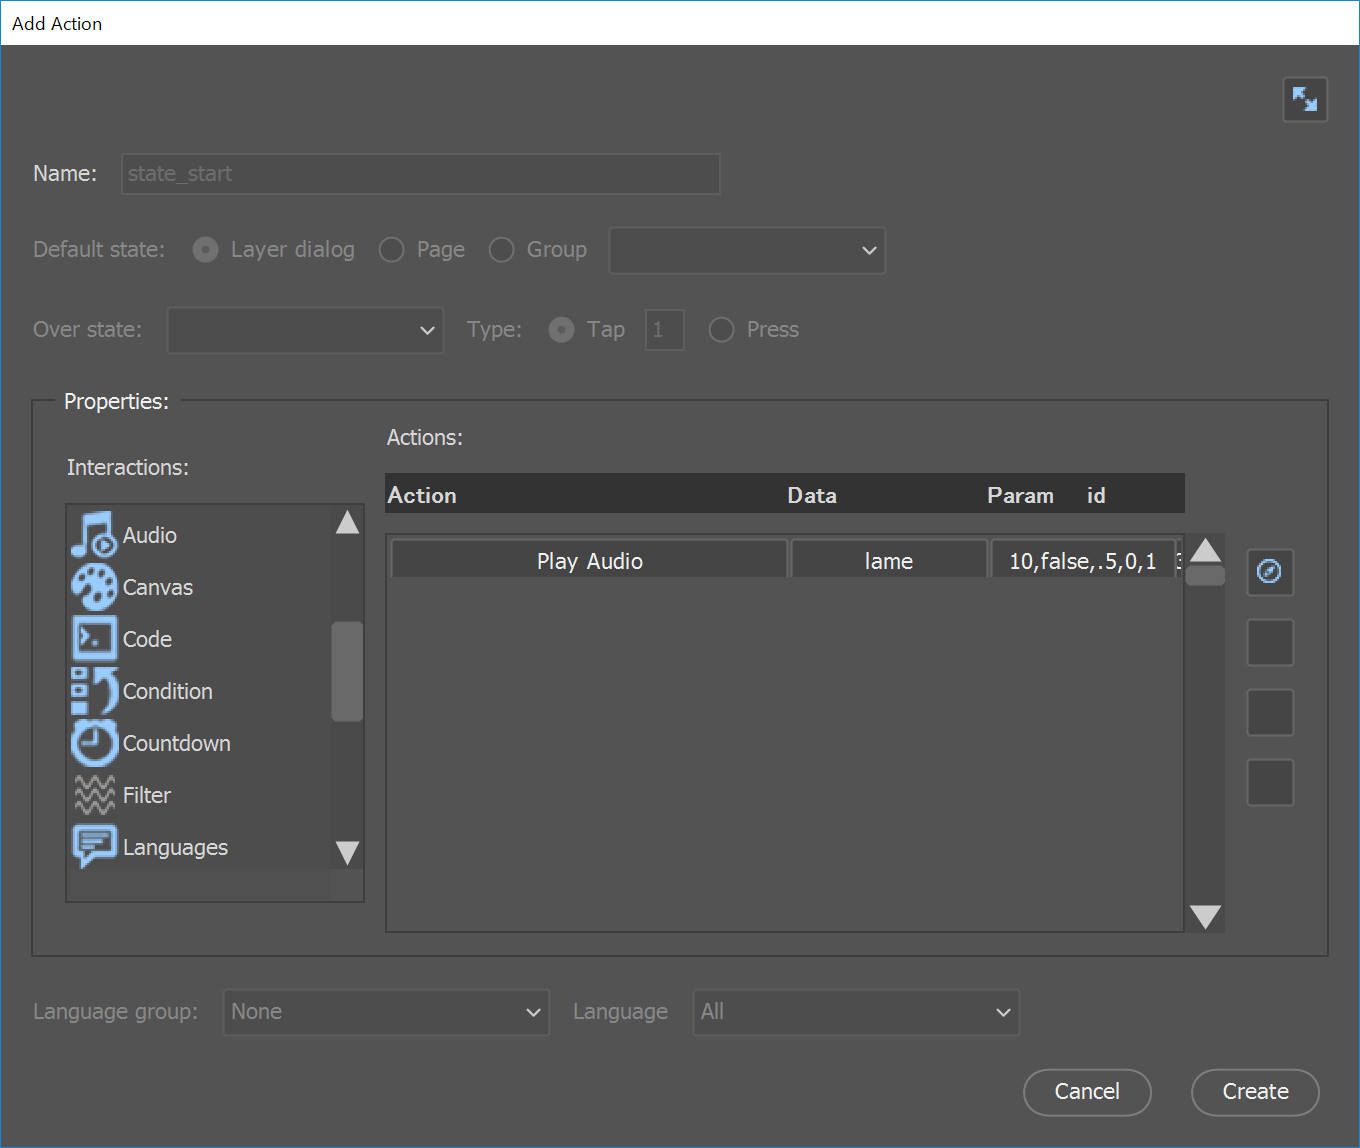 Add Action
Name: state_start
Default state: Layer dialog Page Group
Over state: Type: Tap 1 Press
Properties:
Actions:
Interactions:
Action Data Param id
Audio
Play Audio lame 10,false,.5,0,1
Canvas
Code
Condition
Countdown
Filter
Languages
Language group: None Language All
Cancel Create